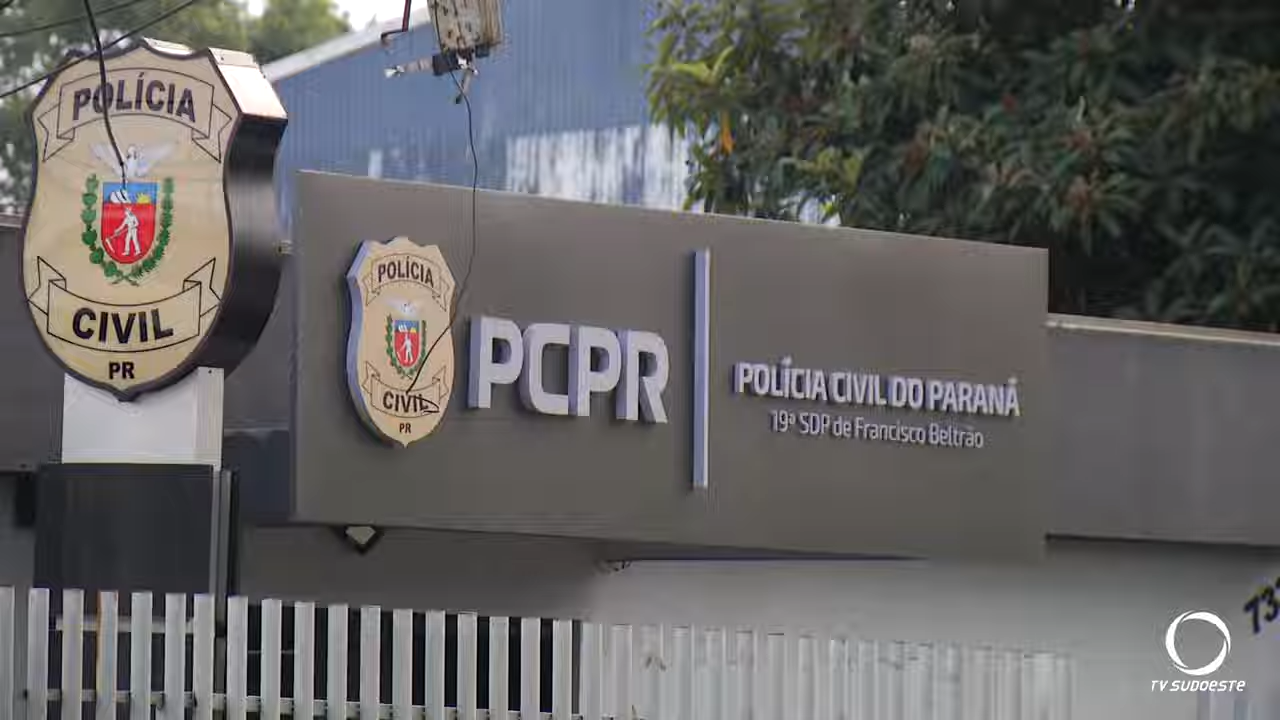 POLÍCIA
CIVIL
PR
POLÍCIA
CIVIL
PR
PCPR
POLÍCIA CIVIL DO PARANÁ
19ª SDP de Francisco Beltrão
TV SUDOESTE